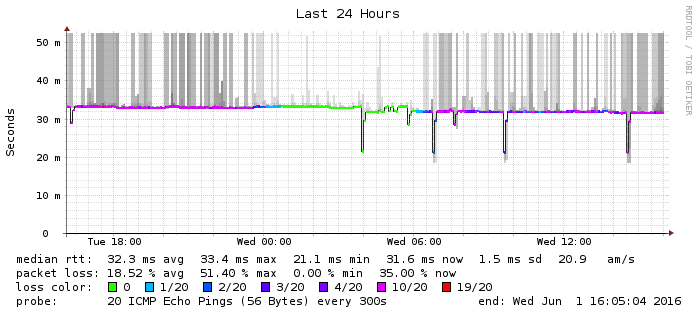 Last 24 Hours
RRDTOOL / TOBI OETIKER
Seconds
50 m
40 m
30 m
20 m
10 m
0
Tue 18:00 Wed 00:00 Wed 06:00 Wed 12:00
median rtt: 32.3 ms avg 33.4 ms max 21.1 ms min 31.6 ms now 1.5 ms sd 20.9 am/s
packet loss: 18.52 % avg 51.40 % max 0.00 % min 35.00 % now
loss color: 0 1/20 2/20 3/20 4/20 10/20 19/20
probe: 20 ICMP Echo Pings (56 Bytes) every 300s end: Wed Jun 1 16:05:04 2016